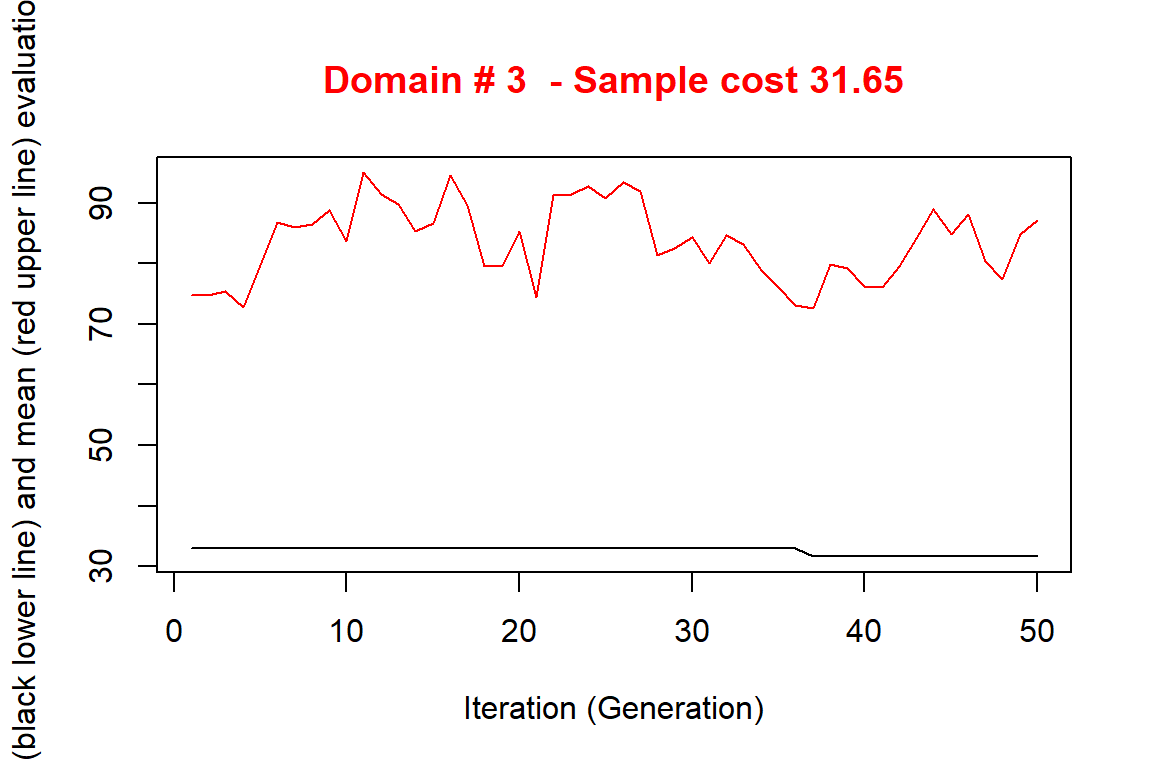 Domain # 3  - Sample cost 31.65
(black lower line) and mean (red upper line) evaluatio
90
70
50
30
0 10 20 30 40 50
Iteration (Generation)